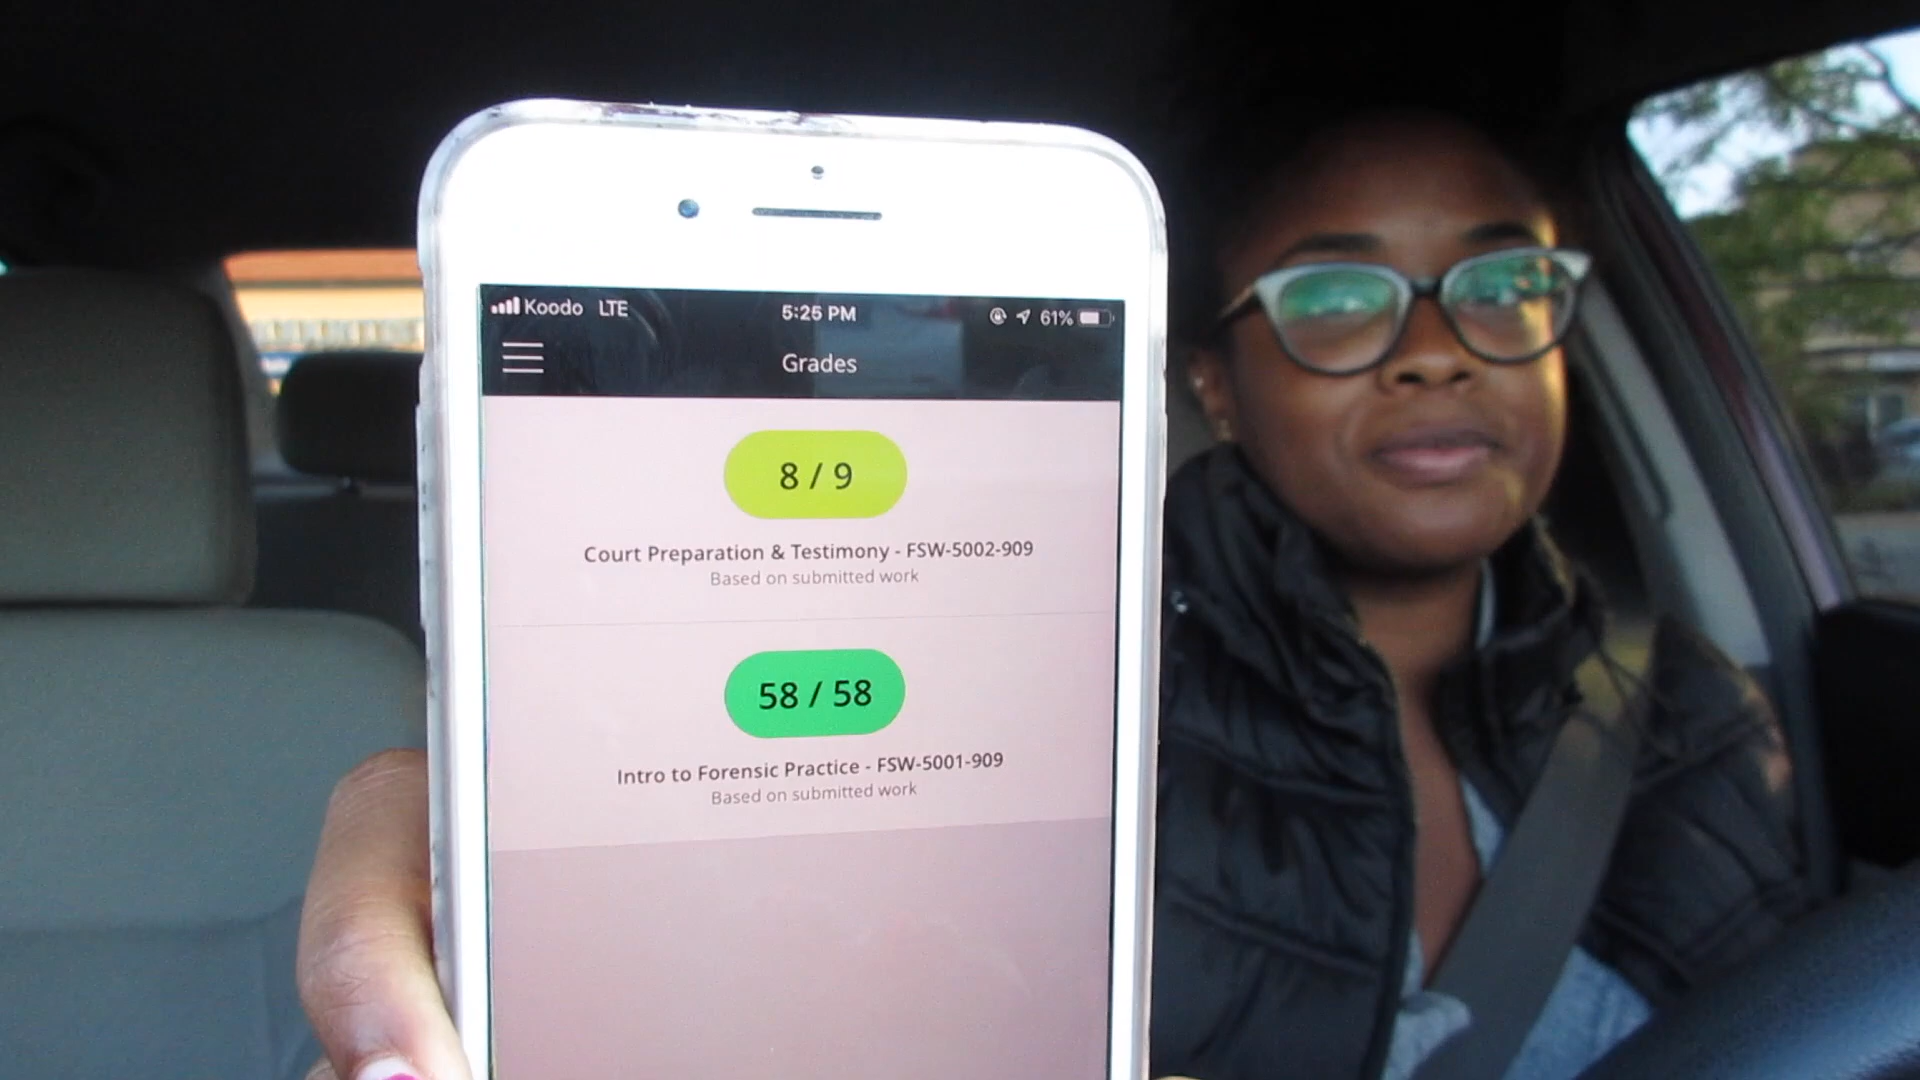 Koodo LTE 5:25 PM 61%
Grades
8 / 9
Court Preparation & Testimony - FSW-5002-909
Based on submitted work
58 / 58
Intro to Forensic Practice - FSW-5001-909
Based on submitted work